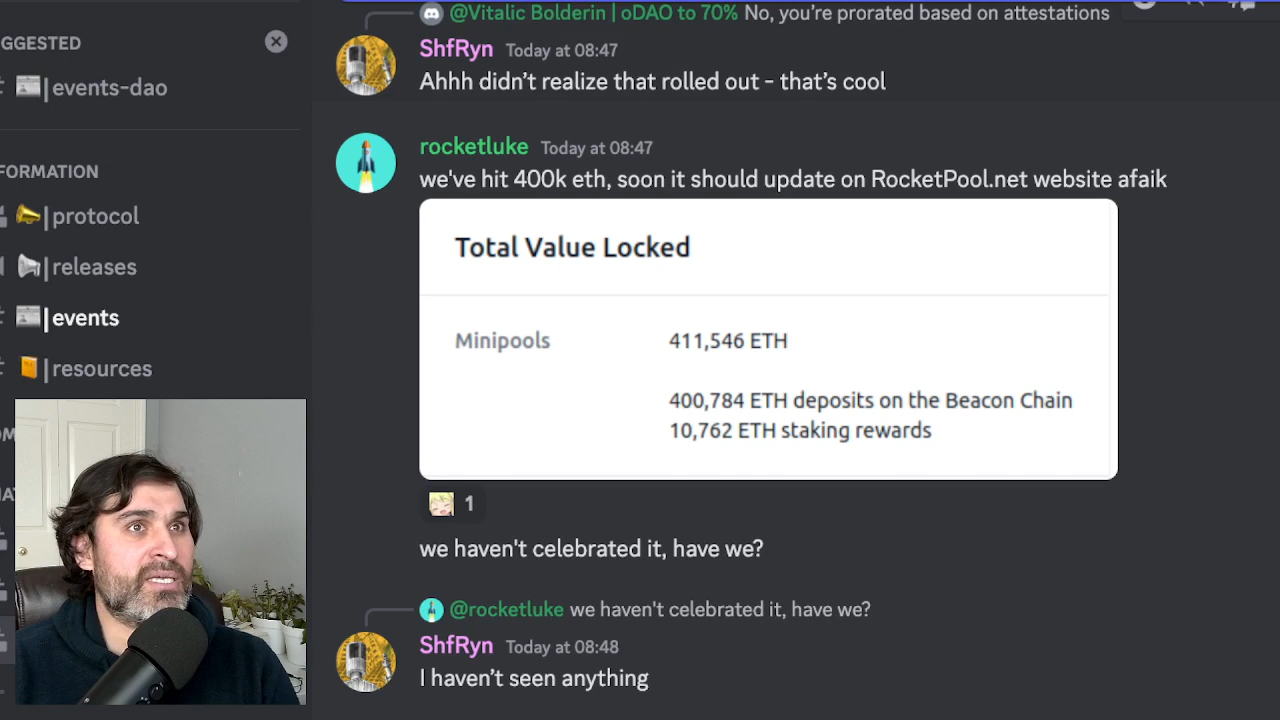 @Vitalic Bolderin | oDAO to 70% No, you're prorated based on attestations
GGESTED
ShfRyn Today at 08:47
events-dao
Ahhh didn't realize that rolled out - that's cool
FORMATION
rocketluke Today at 08:47
we've hit 400k eth, soon it should update on RocketPool.net website afaik
protocol
releases
events
resources
Total Value Locked
Minipools 411,546 ETH
400,784 ETH deposits on the Beacon Chain
10,762 ETH staking rewards
1
we haven't celebrated it, have we?
@rocketluke we haven't celebrated it, have we?
ShfRyn Today at 08:48
I haven't seen anything